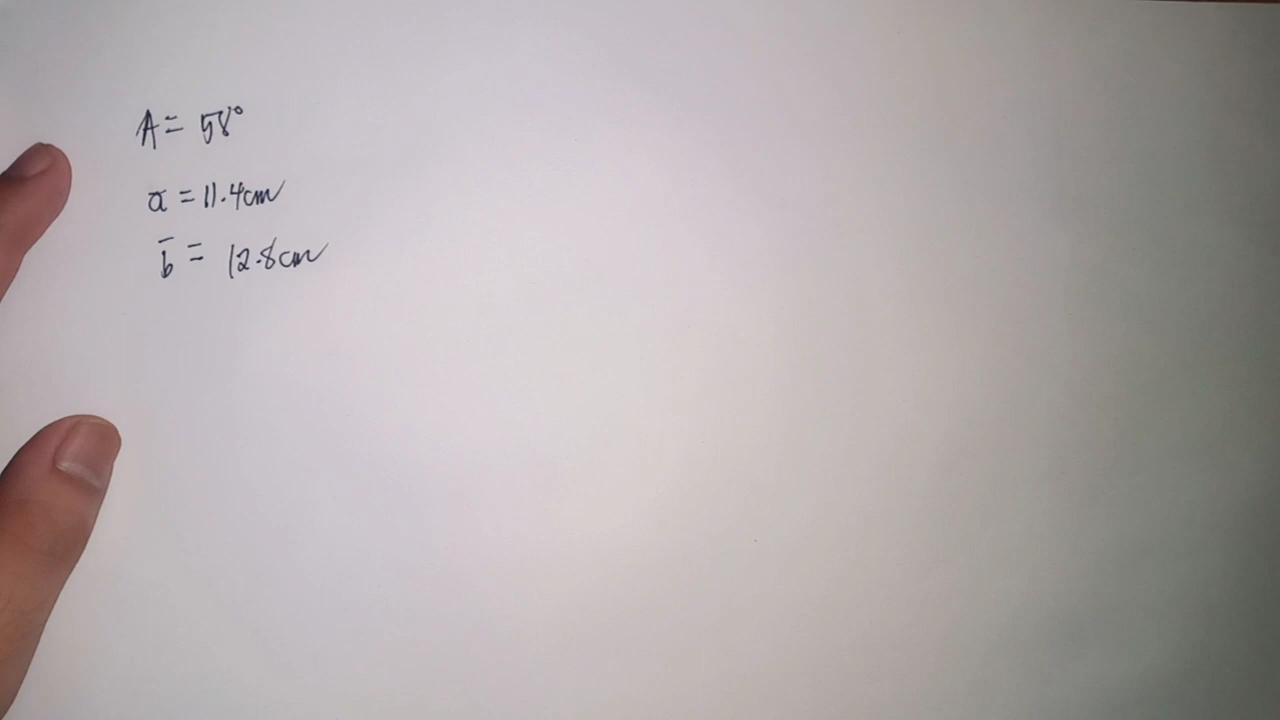 A = 58°
a = 11.4cm
b = 12.8cm